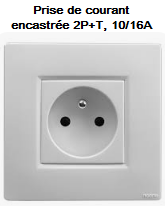 Prise de courant
encastrée 2P+T, 10/16A